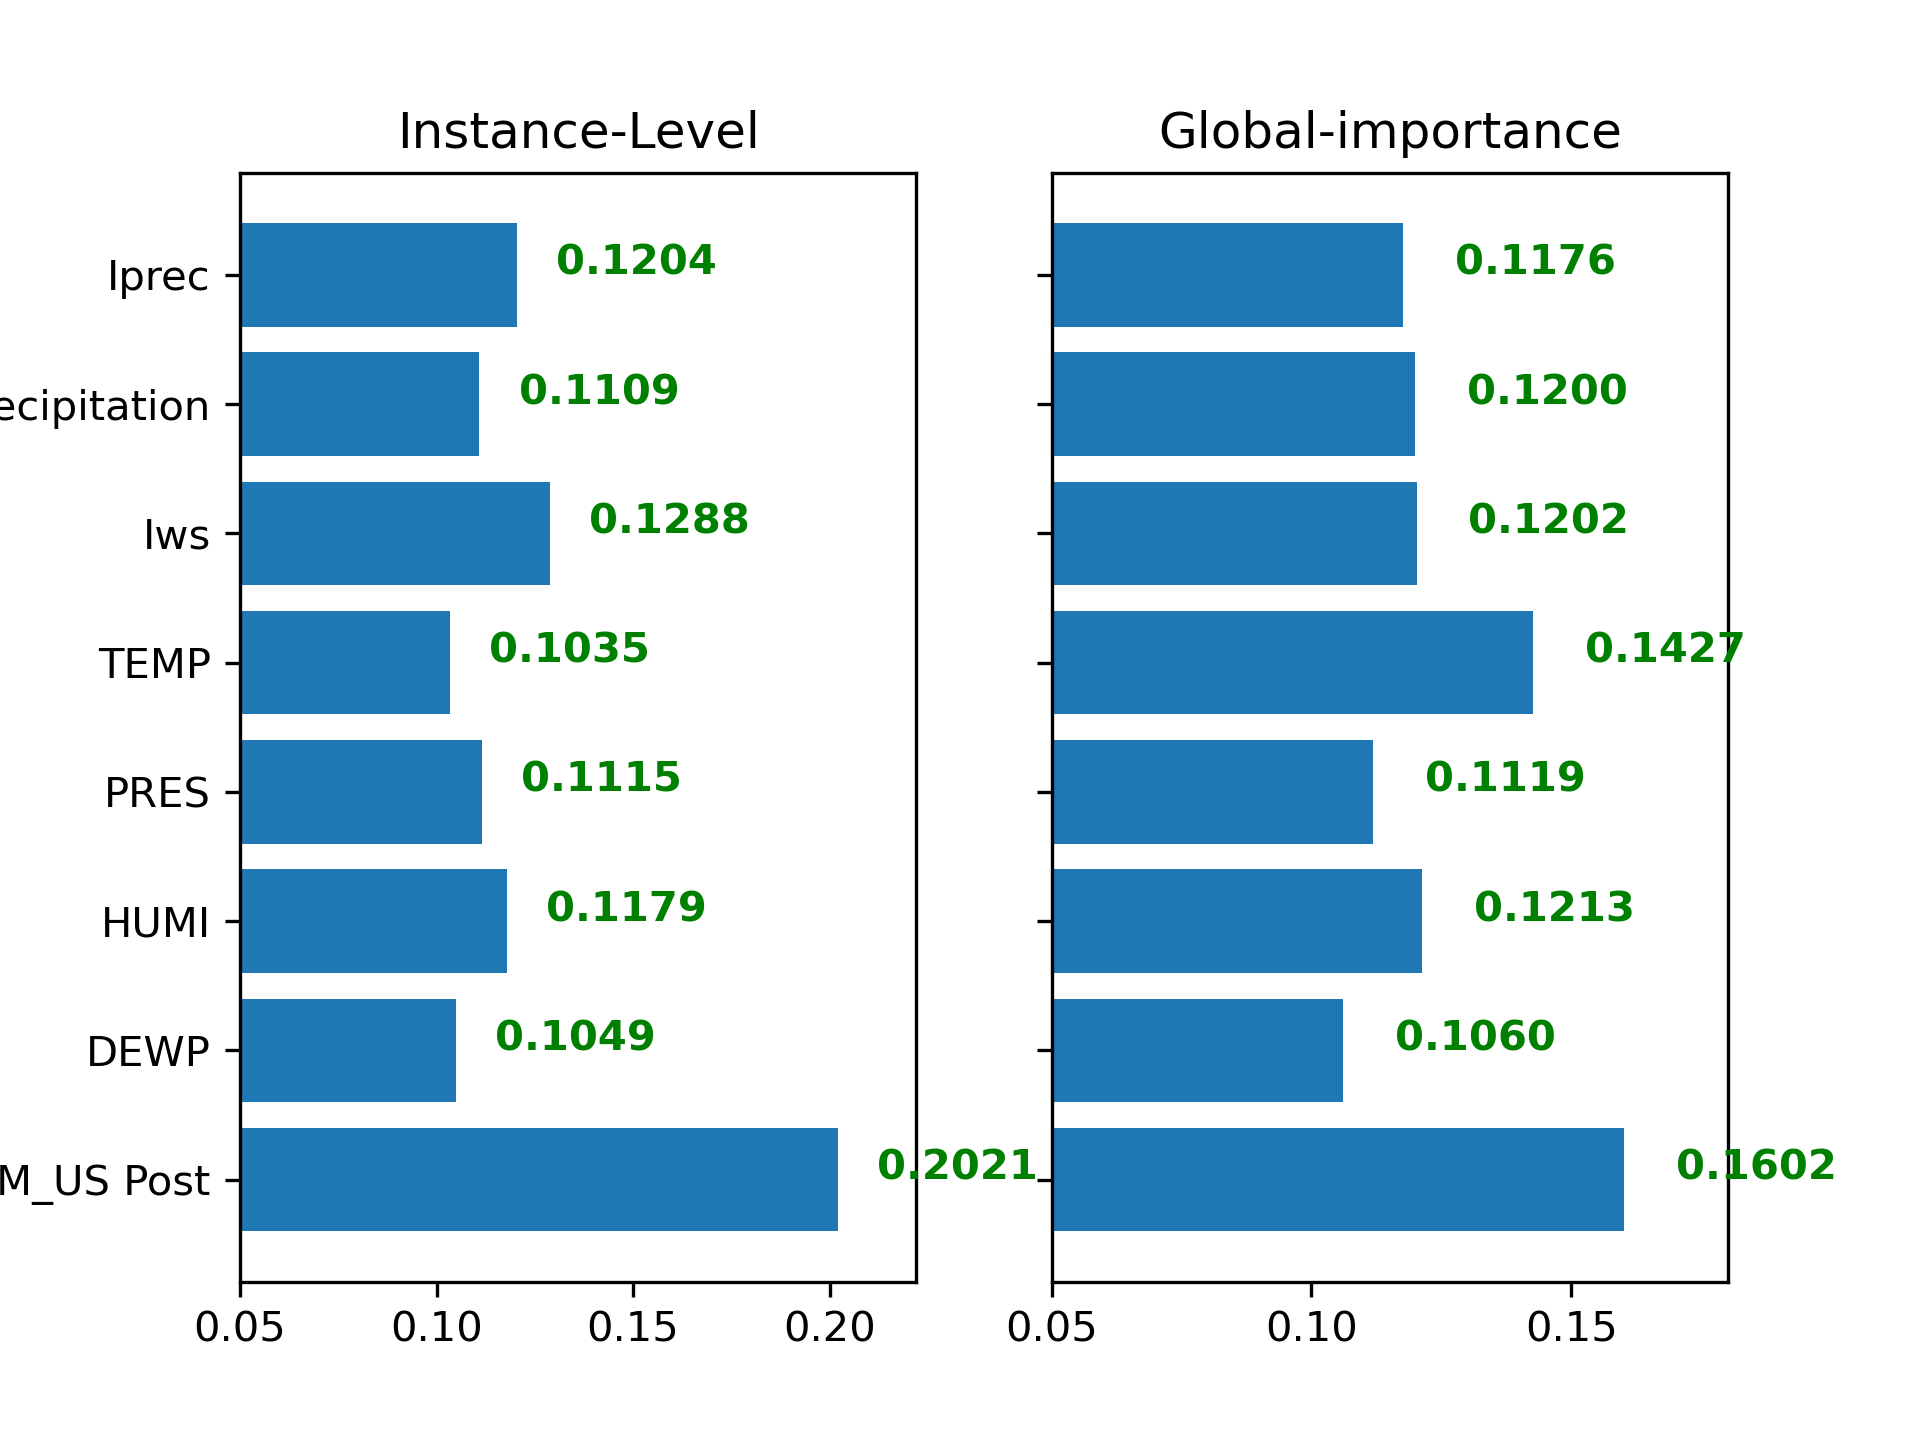 Instance-Level Global-importance
Iprec 0.1204 0.1176
ecipitation 0.1109 0.1200
Iws 0.1288 0.1202
TEMP 0.1035 0.1427
PRES 0.1115 0.1119
HUMI 0.1179 0.1213
DEWP 0.1049 0.1060
M_US Post 0.2021 0.1602
0.05 0.10 0.15 0.20 0.05 0.10 0.15